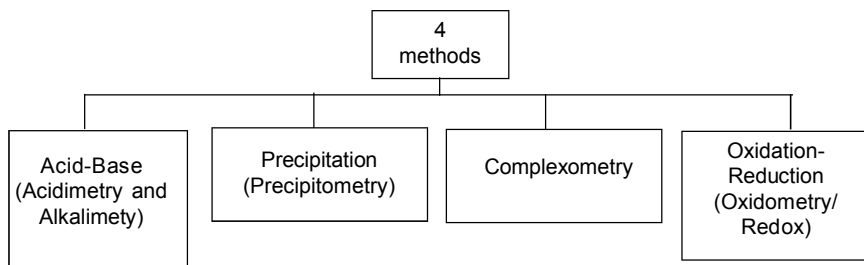 4
methods
Acid-Base
(Acidimetry and
Alkalimety)
Precipitation
(Precipitometry)
Complexometry
Oxidation-
Reduction
(Oxidometry/
Redox)